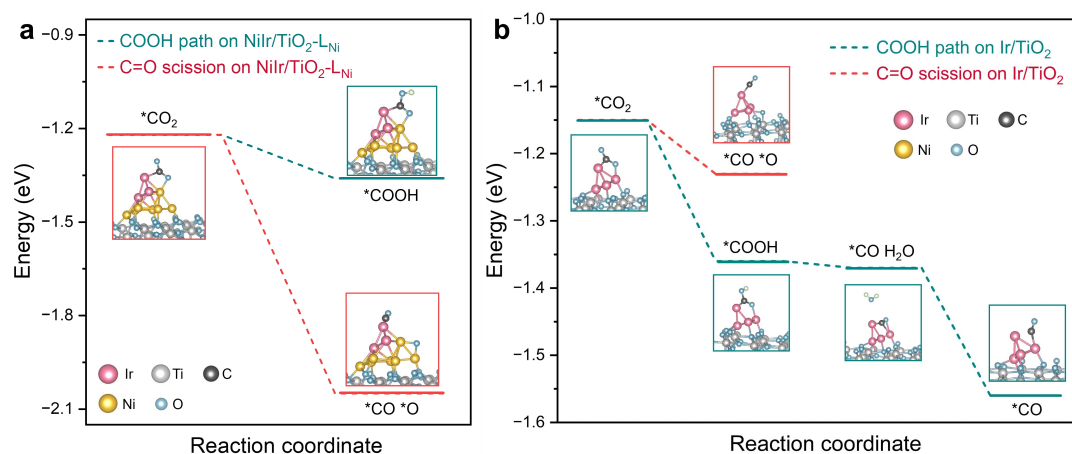 a
COOH path on NiIr/TiO₂-L_Ni
C=O scission on NiIr/TiO₂-L_Ni
−0.9
−1.2
−1.5
−1.8
−2.1
Energy (eV)
*CO₂
*COOH
*CO *O
Ir
Ti
C
Ni
O
Reaction coordinate
b
COOH path on Ir/TiO₂
C=O scission on Ir/TiO₂
−1.0
−1.1
−1.2
−1.3
−1.4
−1.5
−1.6
Energy (eV)
*CO₂
*CO *O
*COOH
*CO H₂O
*CO
Ir
Ti
C
Ni
O
Reaction coordinate